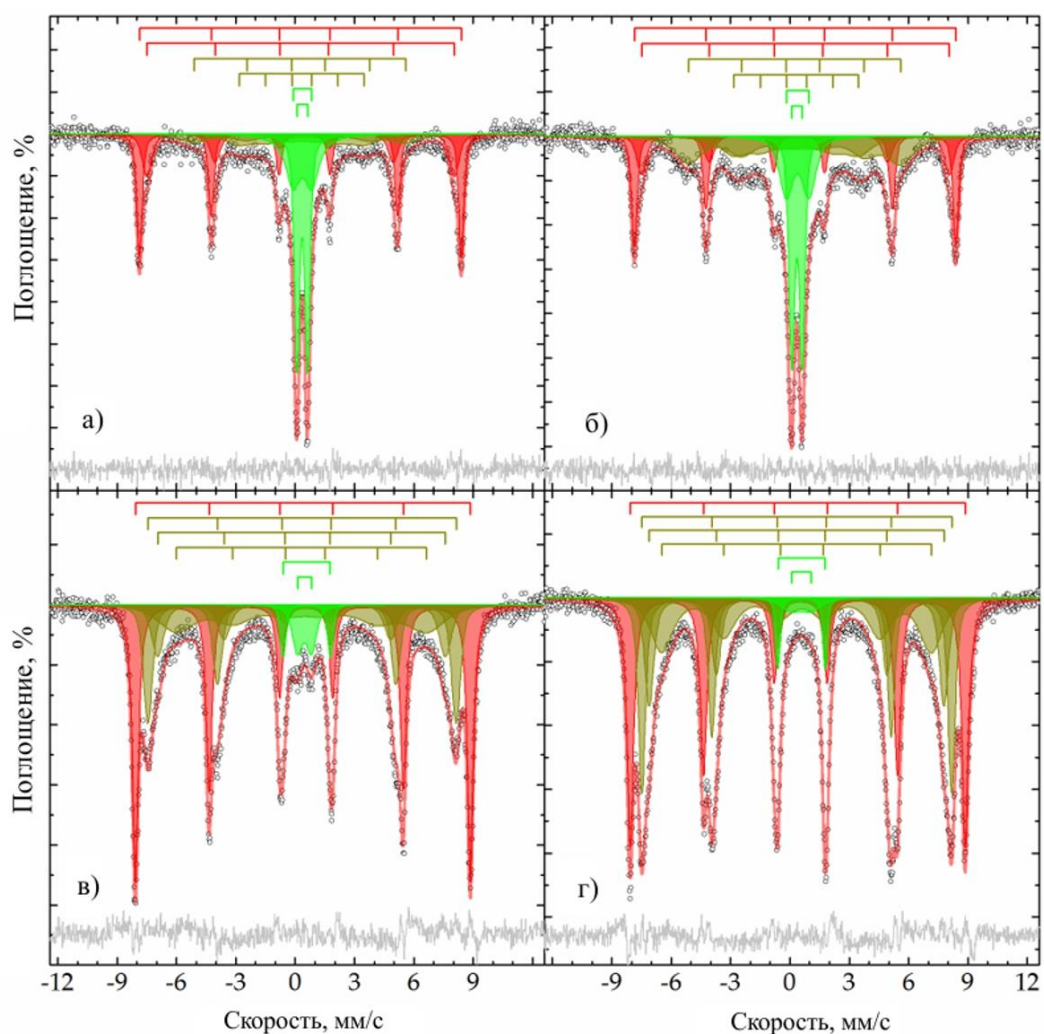 Поглощение, %
а)
б)
Поглощение, %
в)
г)
-12 -9 -6 -3 0 3 6 9 -9 -6 -3 0 3 6 9 12
Скорость, мм/с
Скорость, мм/с